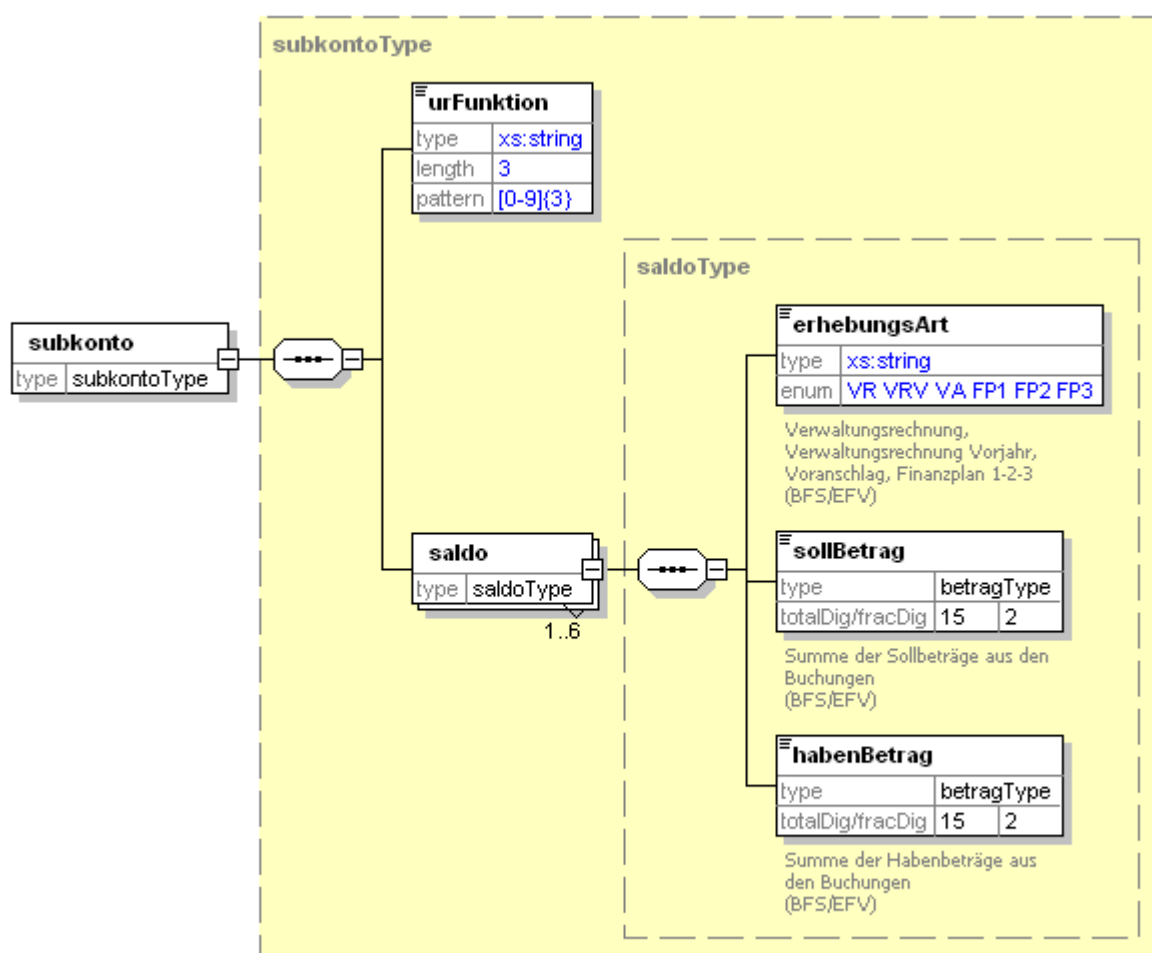 subkontoType
urFunktion
type xs:string
length 3
pattern [0-9]{3}
saldoType
erhebungsArt
type xs:string
enum VR VRV VA FP1 FP2 FP3
Verwaltungsrechnung,
Verwaltungsrechnung Vorjahr,
Voranschlag, Finanzplan 1-2-3
(BFS/EFV)
subkonto
type subkontoType
saldo
type saldoType
1..6
sollBetrag
type betragType
totalDig/fracDig 15 2
Summe der Sollbeträge aus den
Buchungen
(BFS/EFV)
habenBetrag
type betragType
totalDig/fracDig 15 2
Summe der Habenbeträge aus
den Buchungen
(BFS/EFV)